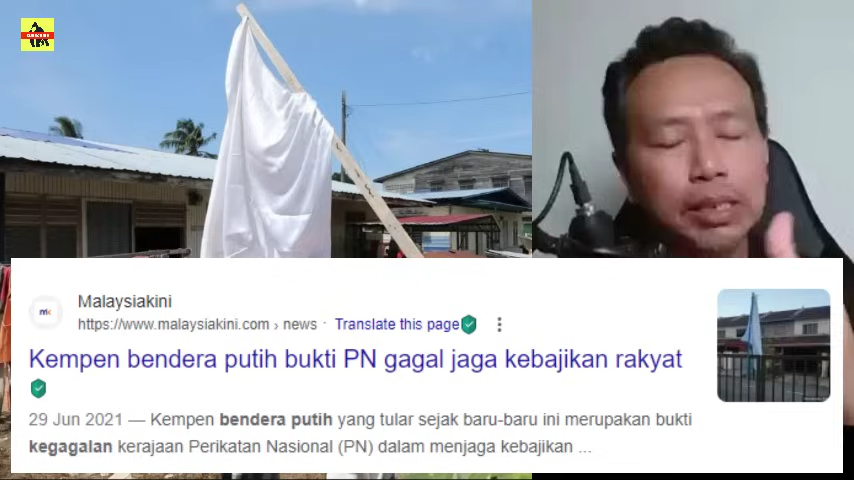 Malaysiakini
mk
https://www.malaysiakini.com › news · Translate this page
Kempen bendera putih bukti PN gagal jaga kebajikan rakyat
29 Jun 2021 — Kempen bendera putih yang tular sejak baru-baru ini merupakan bukti
kegagalan kerajaan Perikatan Nasional (PN) dalam menjaga kebajikan ...